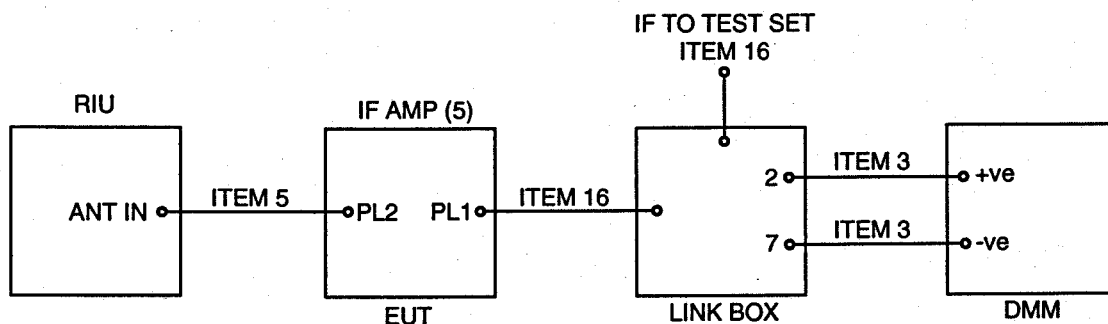 IF TO TEST SET
ITEM 16
RIU
IF AMP (5)
ANT IN
ITEM 5
PL2
PL1
ITEM 16
2
ITEM 3
+ve
7
ITEM 3
-ve
EUT
LINK BOX
DMM